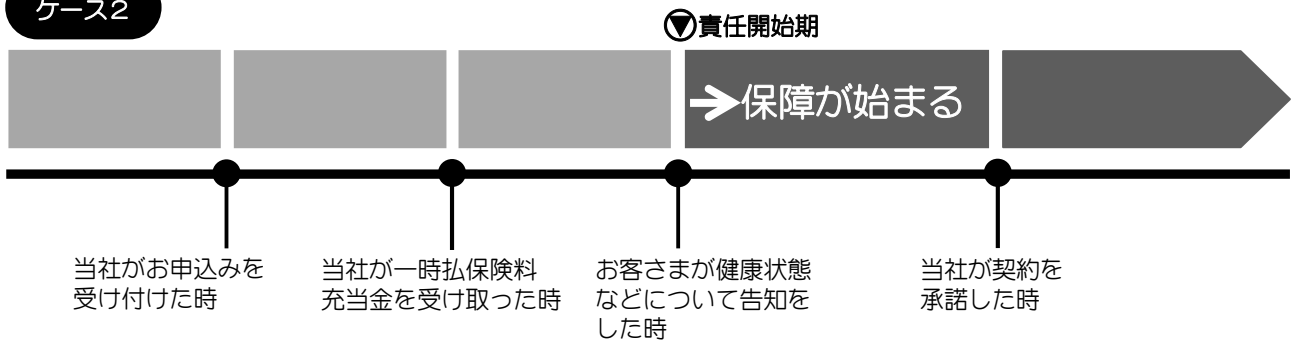 ケース2
責任開始期
保障が始まる
当社がお申込みを
受け付けた時
当社が一時払保険料
充当金を受け取った時
お客さまが健康状態
などについて告知を
した時
当社が契約を
承諾した時